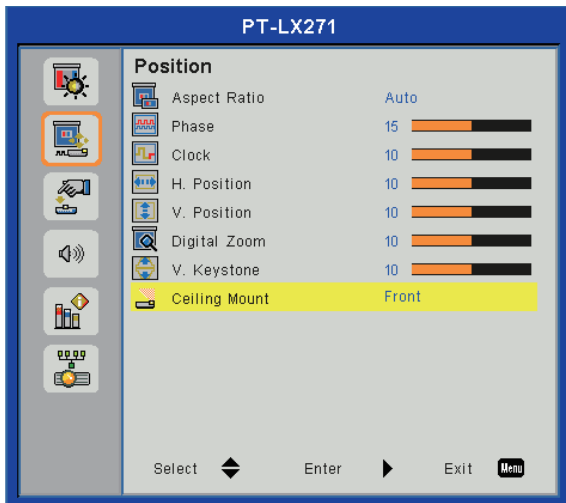 PT-LX271
Position
Aspect Ratio Auto
Phase 15
Clock 10
H. Position 10
V. Position 10
Digital Zoom 10
V. Keystone 10
Ceiling Mount Front
Select Enter Exit Menu